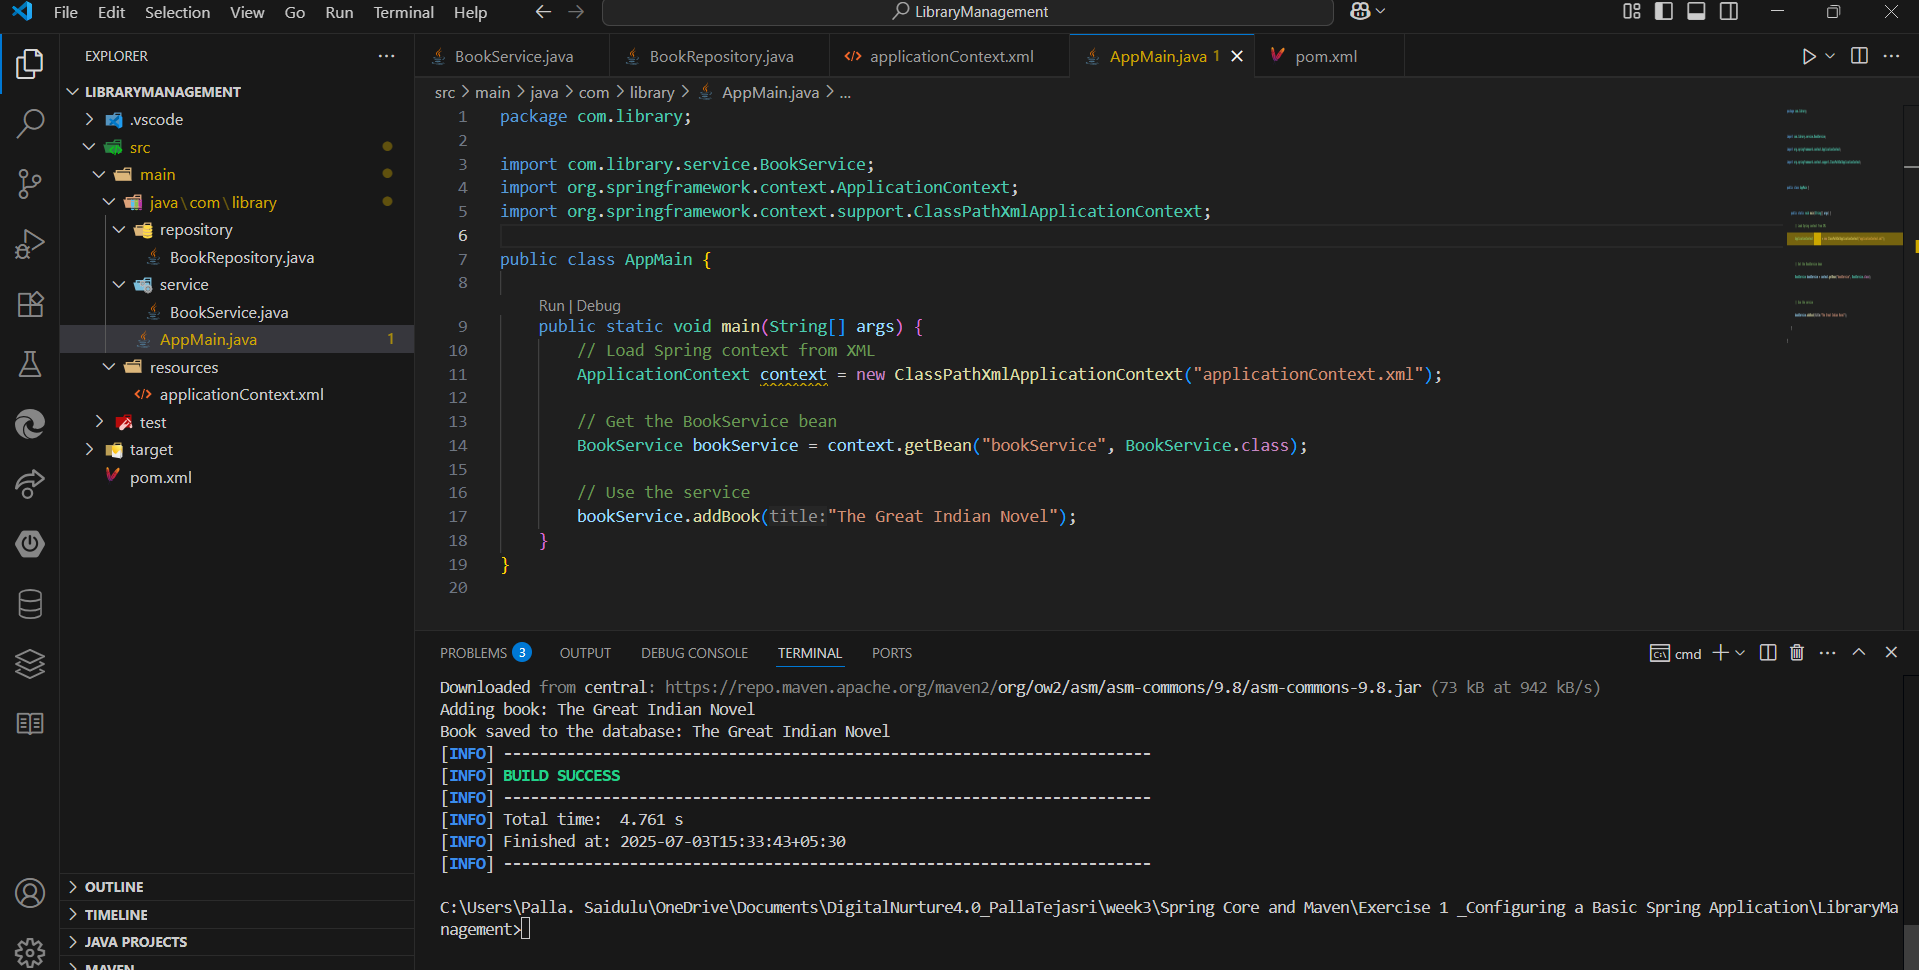 File Edit Selection View Go Run Terminal Help
LibraryManagement
EXPLORER
LIBRARYMANAGEMENT
.vscode
src
main
java\com\library
repository
BookRepository.java
service
BookService.java
AppMain.java 1
resources
applicationContext.xml
test
target
pom.xml
OUTLINE
TIMELINE
JAVA PROJECTS
MAVEN
BookService.java BookRepository.java applicationContext.xml AppMain.java 1 pom.xml
src > main > java > com > library > AppMain.java > ...
1 package com.library;
2
3 import com.library.service.BookService;
4 import org.springframework.context.ApplicationContext;
5 import org.springframework.context.support.ClassPathXmlApplicationContext;
6
7 public class AppMain {
8
Run | Debug
9 public static void main(String[] args) {
10 // Load Spring context from XML
11 ApplicationContext context = new ClassPathXmlApplicationContext("applicationContext.xml");
12
13 // Get the BookService bean
14 BookService bookService = context.getBean("bookService", BookService.class);
15
16 // Use the service
17 bookService.addBook(title:"The Great Indian Novel");
18 }
19 }
20
PROBLEMS 3 OUTPUT DEBUG CONSOLE TERMINAL PORTS
cmd
Downloaded from central: https://repo.maven.apache.org/maven2/org/ow2/asm/asm-commons/9.8/asm-commons-9.8.jar (73 kB at 942 kB/s)
Adding book: The Great Indian Novel
Book saved to the database: The Great Indian Novel
[INFO] ------------------------------------------------------------------------
[INFO] BUILD SUCCESS
[INFO] ------------------------------------------------------------------------
[INFO] Total time:  4.761 s
[INFO] Finished at: 2025-07-03T15:33:43+05:30
[INFO] ------------------------------------------------------------------------
C:\Users\Palla. Saidulu\OneDrive\Documents\DigitalNurture4.0_PallaTejasri\week3\Spring Core and Maven\Exercise 1 _Configuring a Basic Spring Application\LibraryMa
nagement>